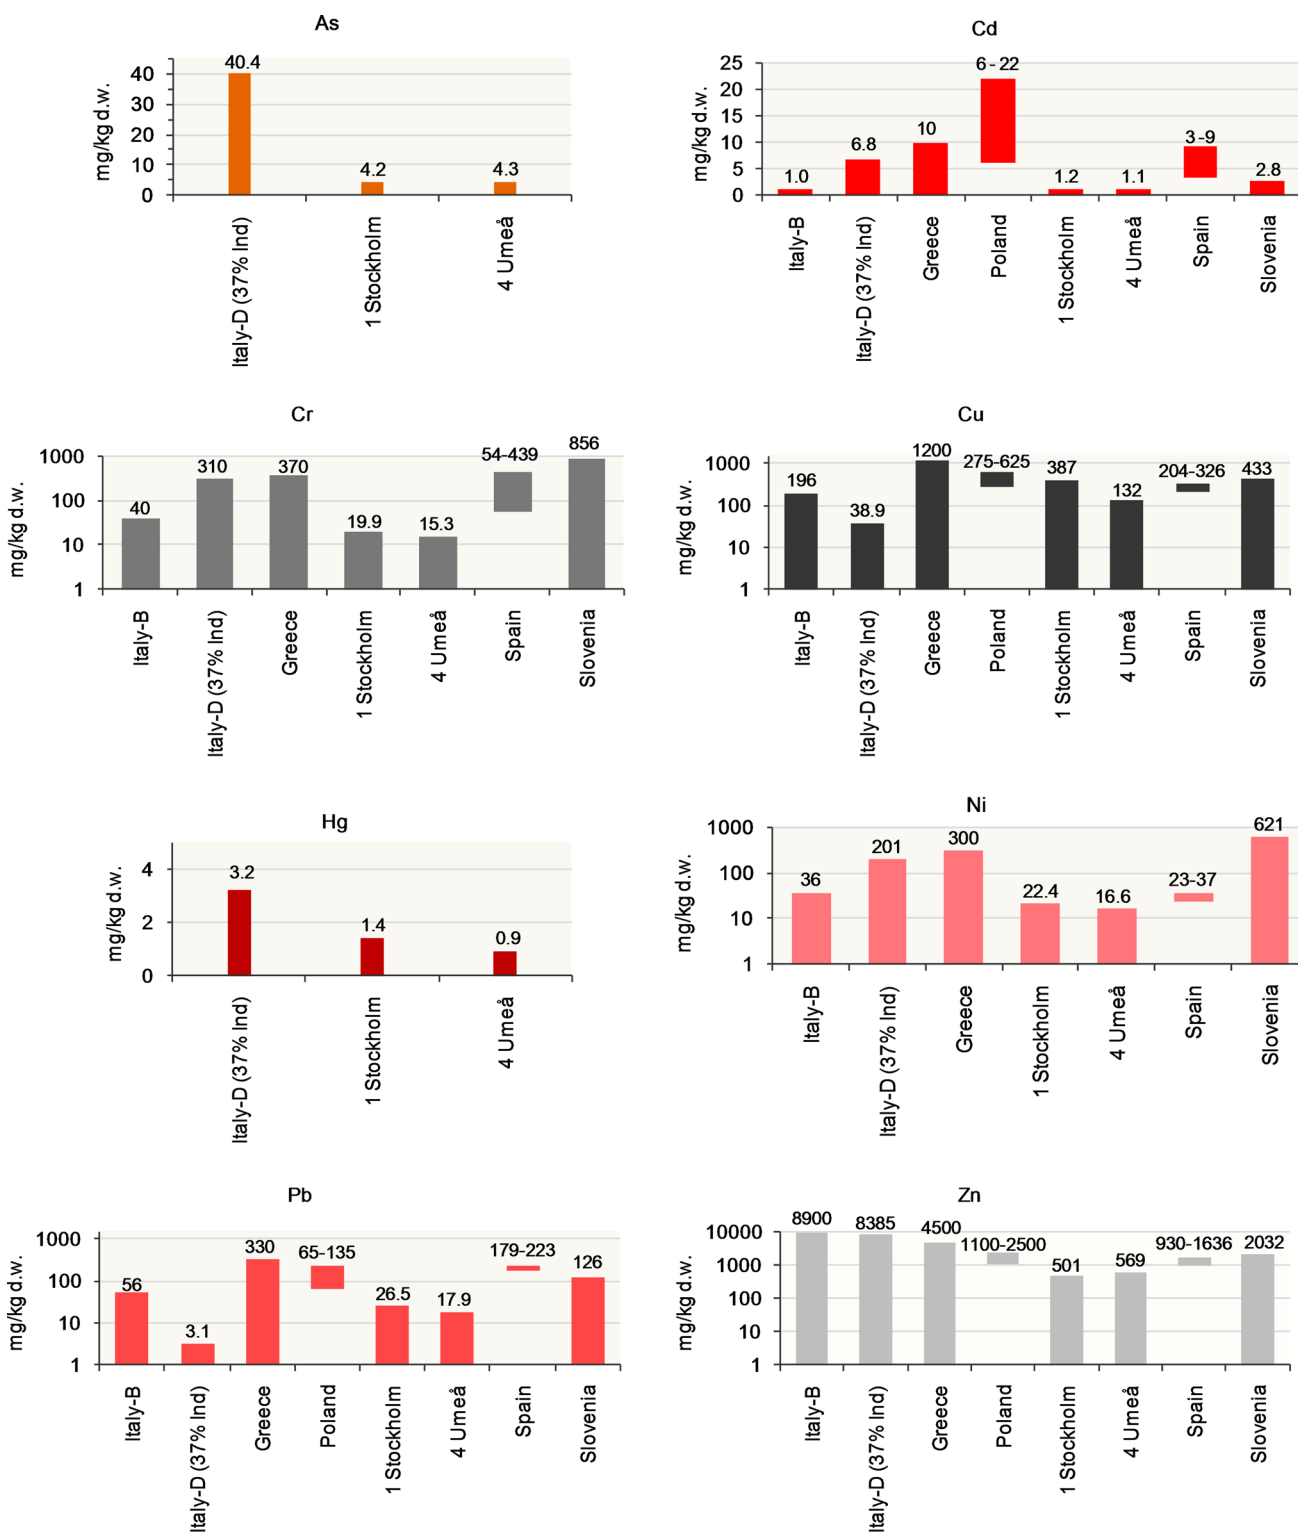 As
mg/kg d.w.
40
30
20
10
0
40.4
4.2
4.3
Italy-D (37% Ind)
1 Stockholm
4 Umeå
Cd
mg/kg d.w.
25
20
15
10
5
0
1.0
6.8
10
6 - 22
1.2
1.1
3 -9
2.8
Italy-B
Italy-D (37% Ind)
Greece
Poland
1 Stockholm
4 Umeå
Spain
Slovenia
Cr
mg/kg d.w.
1000
100
10
1
40
310
370
19.9
15.3
54-439
856
Italy-B
Italy-D (37% Ind)
Greece
1 Stockholm
4 Umeå
Spain
Slovenia
Cu
mg/kg d.w.
1000
100
10
1
196
38.9
1200
275-625
387
132
204-326
433
Italy-B
Italy-D (37% Ind)
Greece
Poland
1 Stockholm
4 Umeå
Spain
Slovenia
Hg
mg/kg d.w.
4
2
0
3.2
1.4
0.9
Italy-D (37% Ind)
1 Stockholm
4 Umeå
Ni
mg/kg d.w.
1000
100
10
1
36
201
300
22.4
16.6
23-37
621
Italy-B
Italy-D (37% Ind)
Greece
1 Stockholm
4 Umeå
Spain
Slovenia
Pb
mg/kg d.w.
1000
100
10
1
56
3.1
330
65-135
26.5
17.9
179-223
126
Italy-B
Italy-D (37% Ind)
Greece
Poland
1 Stockholm
4 Umeå
Spain
Slovenia
Zn
mg/kg d.w.
10000
1000
100
10
1
8900
8385
4500
1100-2500
501
569
930-1636
2032
Italy-B
Italy-D (37% Ind)
Greece
Poland
1 Stockholm
4 Umeå
Spain
Slovenia